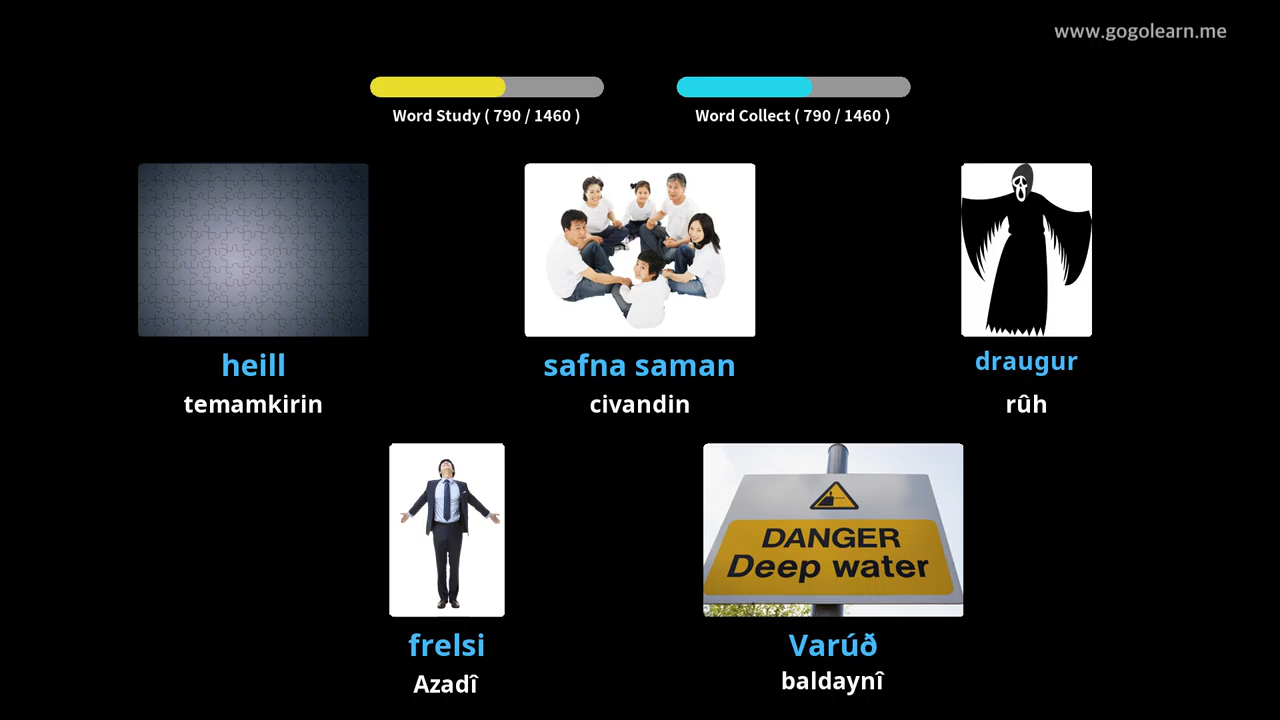 www.gogolearn.me
Word Study ( 790 / 1460 )
Word Collect ( 790 / 1460 )
heill
temamkirin
safna saman
civandin
draugur
rûh
frelsi
Azadî
DANGER
Deep water
Varúð
baldaynî